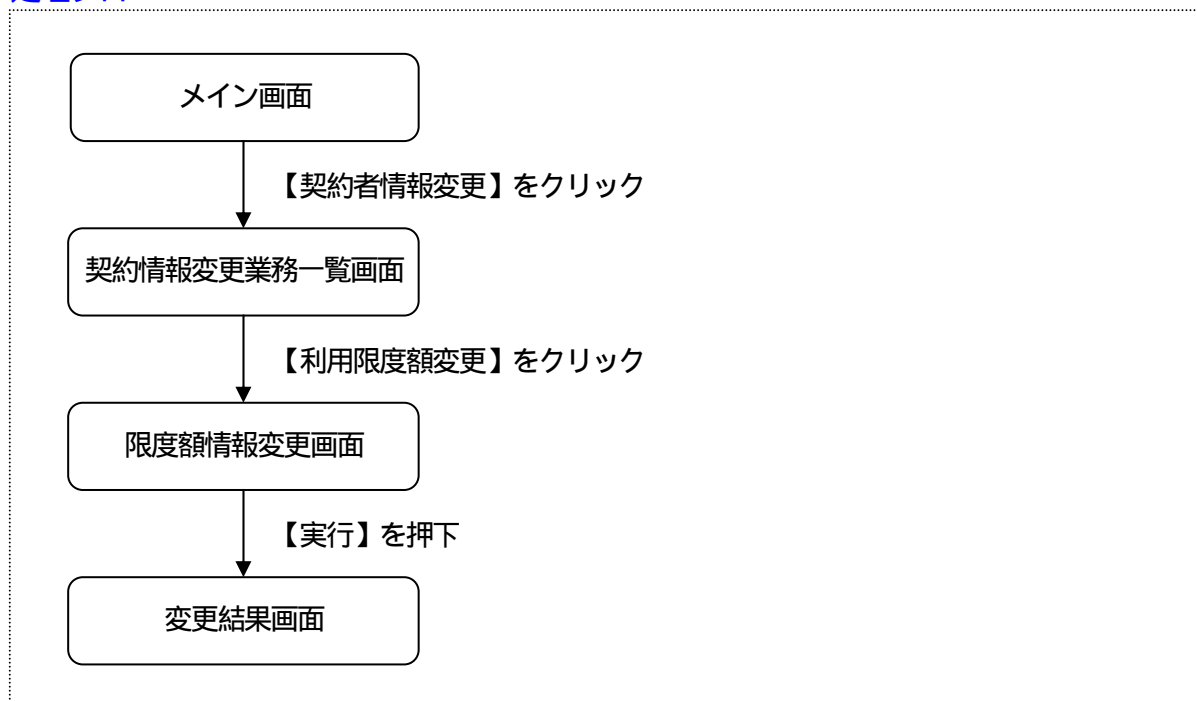 メイン画面
【契約者情報変更】をクリック
契約情報変更業務一覧画面
【利用限度額変更】をクリック
限度額情報変更画面
【実行】を押下
変更結果画面